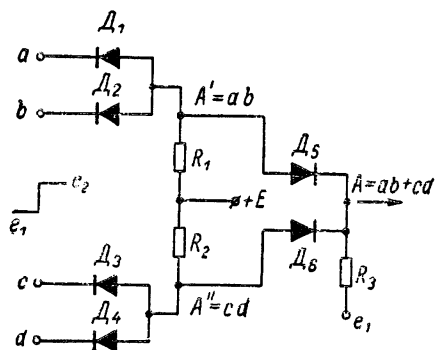 Д₁
a
Д₂
b
A' = ab
R₁
Д₅
A = ab + cd
e₂
e₁
+E
R₂
Д₆
Д₃
c
A'' = cd
R₃
Д₄
d
e₁